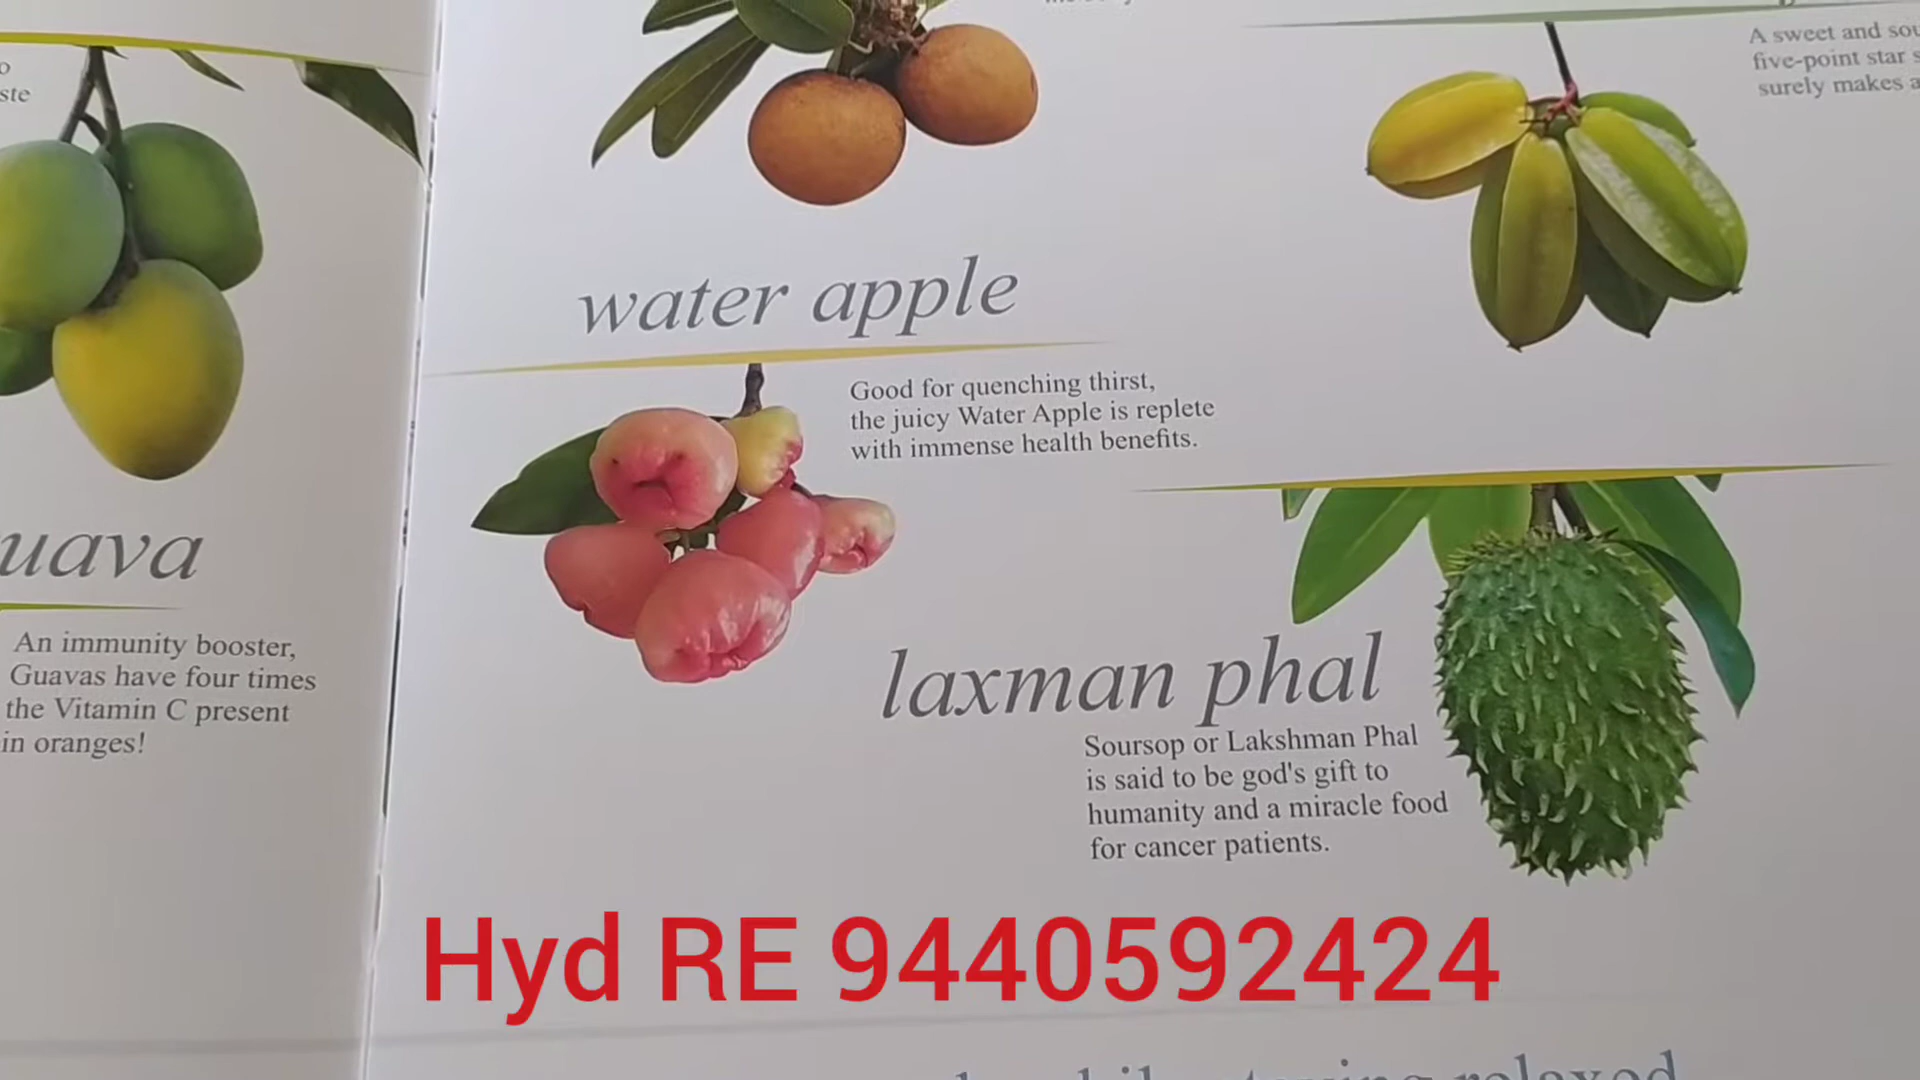 ste
uava
An immunity booster,
Guavas have four times
the Vitamin C present
in oranges!
water apple
Good for quenching thirst,
the juicy Water Apple is replete
with immense health benefits.
A sweet and sou
five-point star s
surely makes a
laxman phal
Soursop or Lakshman Phal
is said to be god's gift to
humanity and a miracle food
for cancer patients.
Hyd RE 9440592424
relaxed